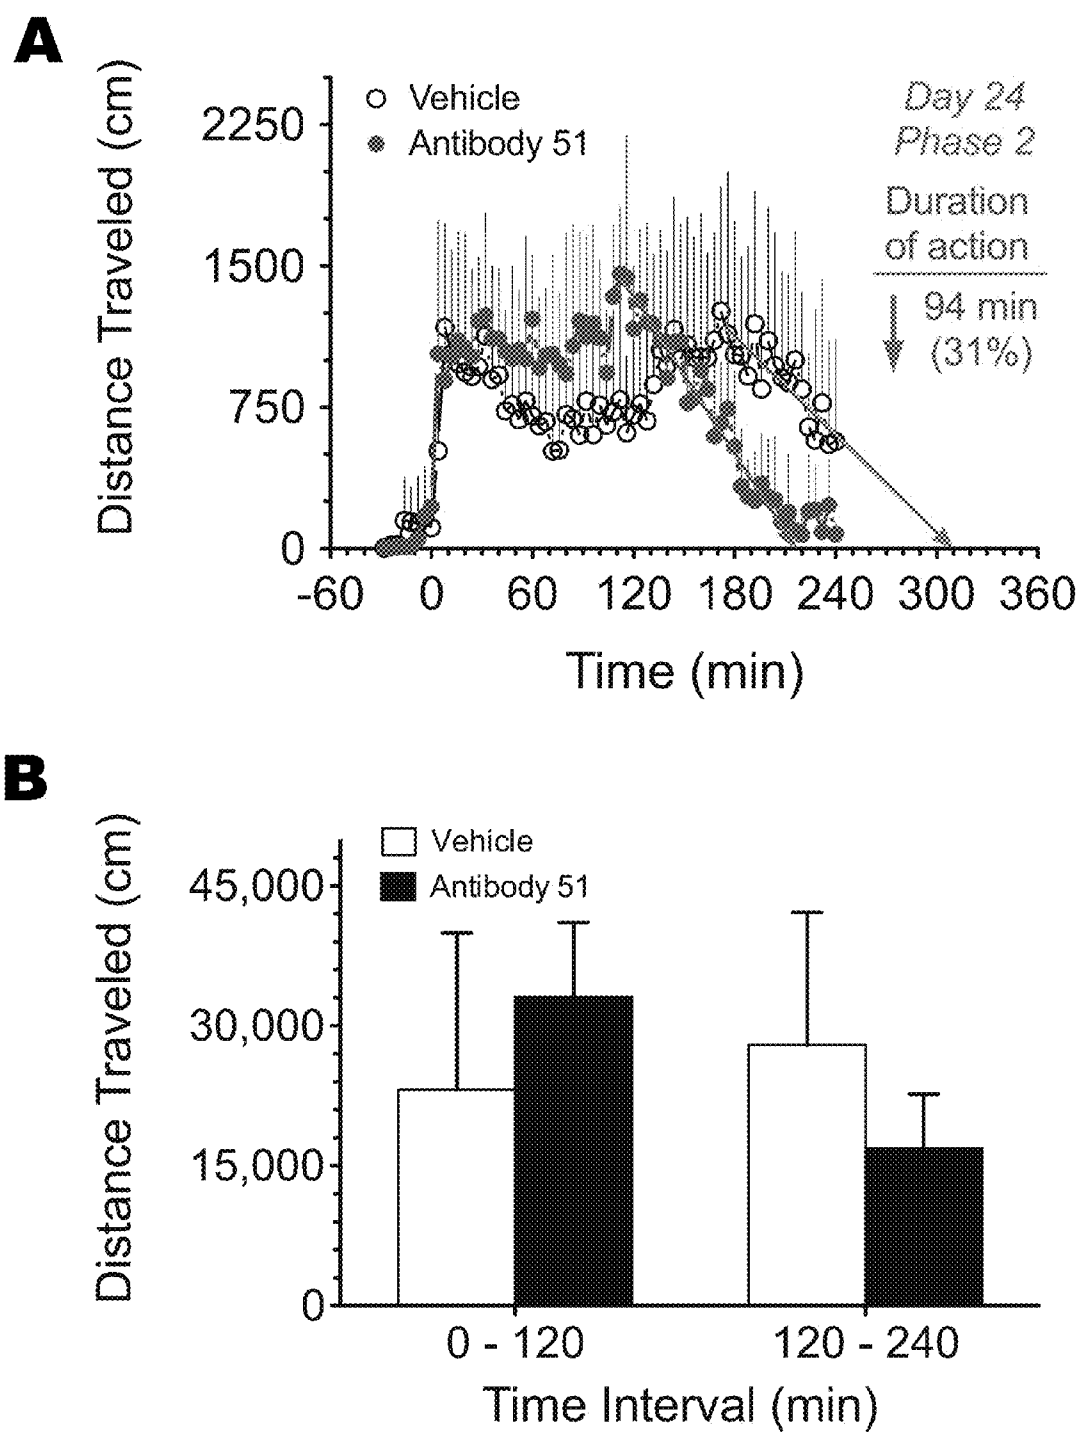 A
Distance Traveled (cm)
2250
1500
750
0
Vehicle
Antibody 51
Day 24
Phase 2
Duration
of action
94 min
(31%)
-60 0 60 120 180 240 300 360
Time (min)
B
Distance Traveled (cm)
45,000
30,000
15,000
0
Vehicle
Antibody 51
0 - 120 120 - 240
Time Interval (min)